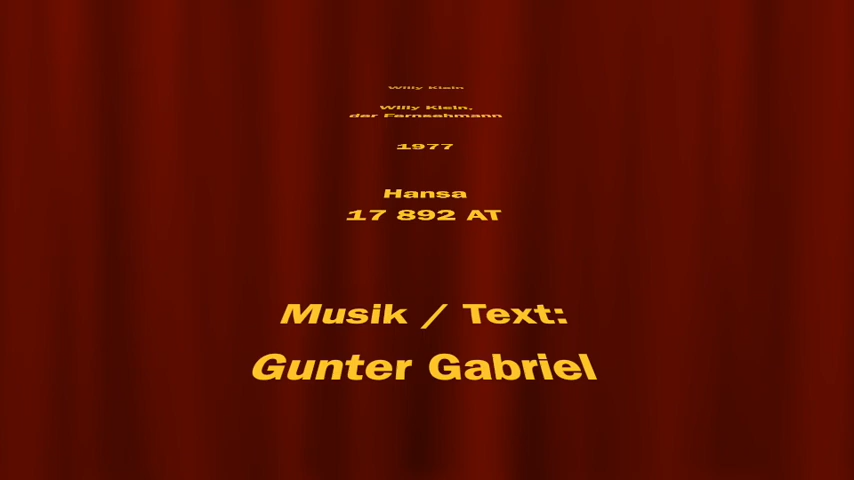 Willy Klein
Willy Klein,
der Fernsehmann
1977
Hansa
17 892 AT
Musik / Text:
Gunter Gabriel